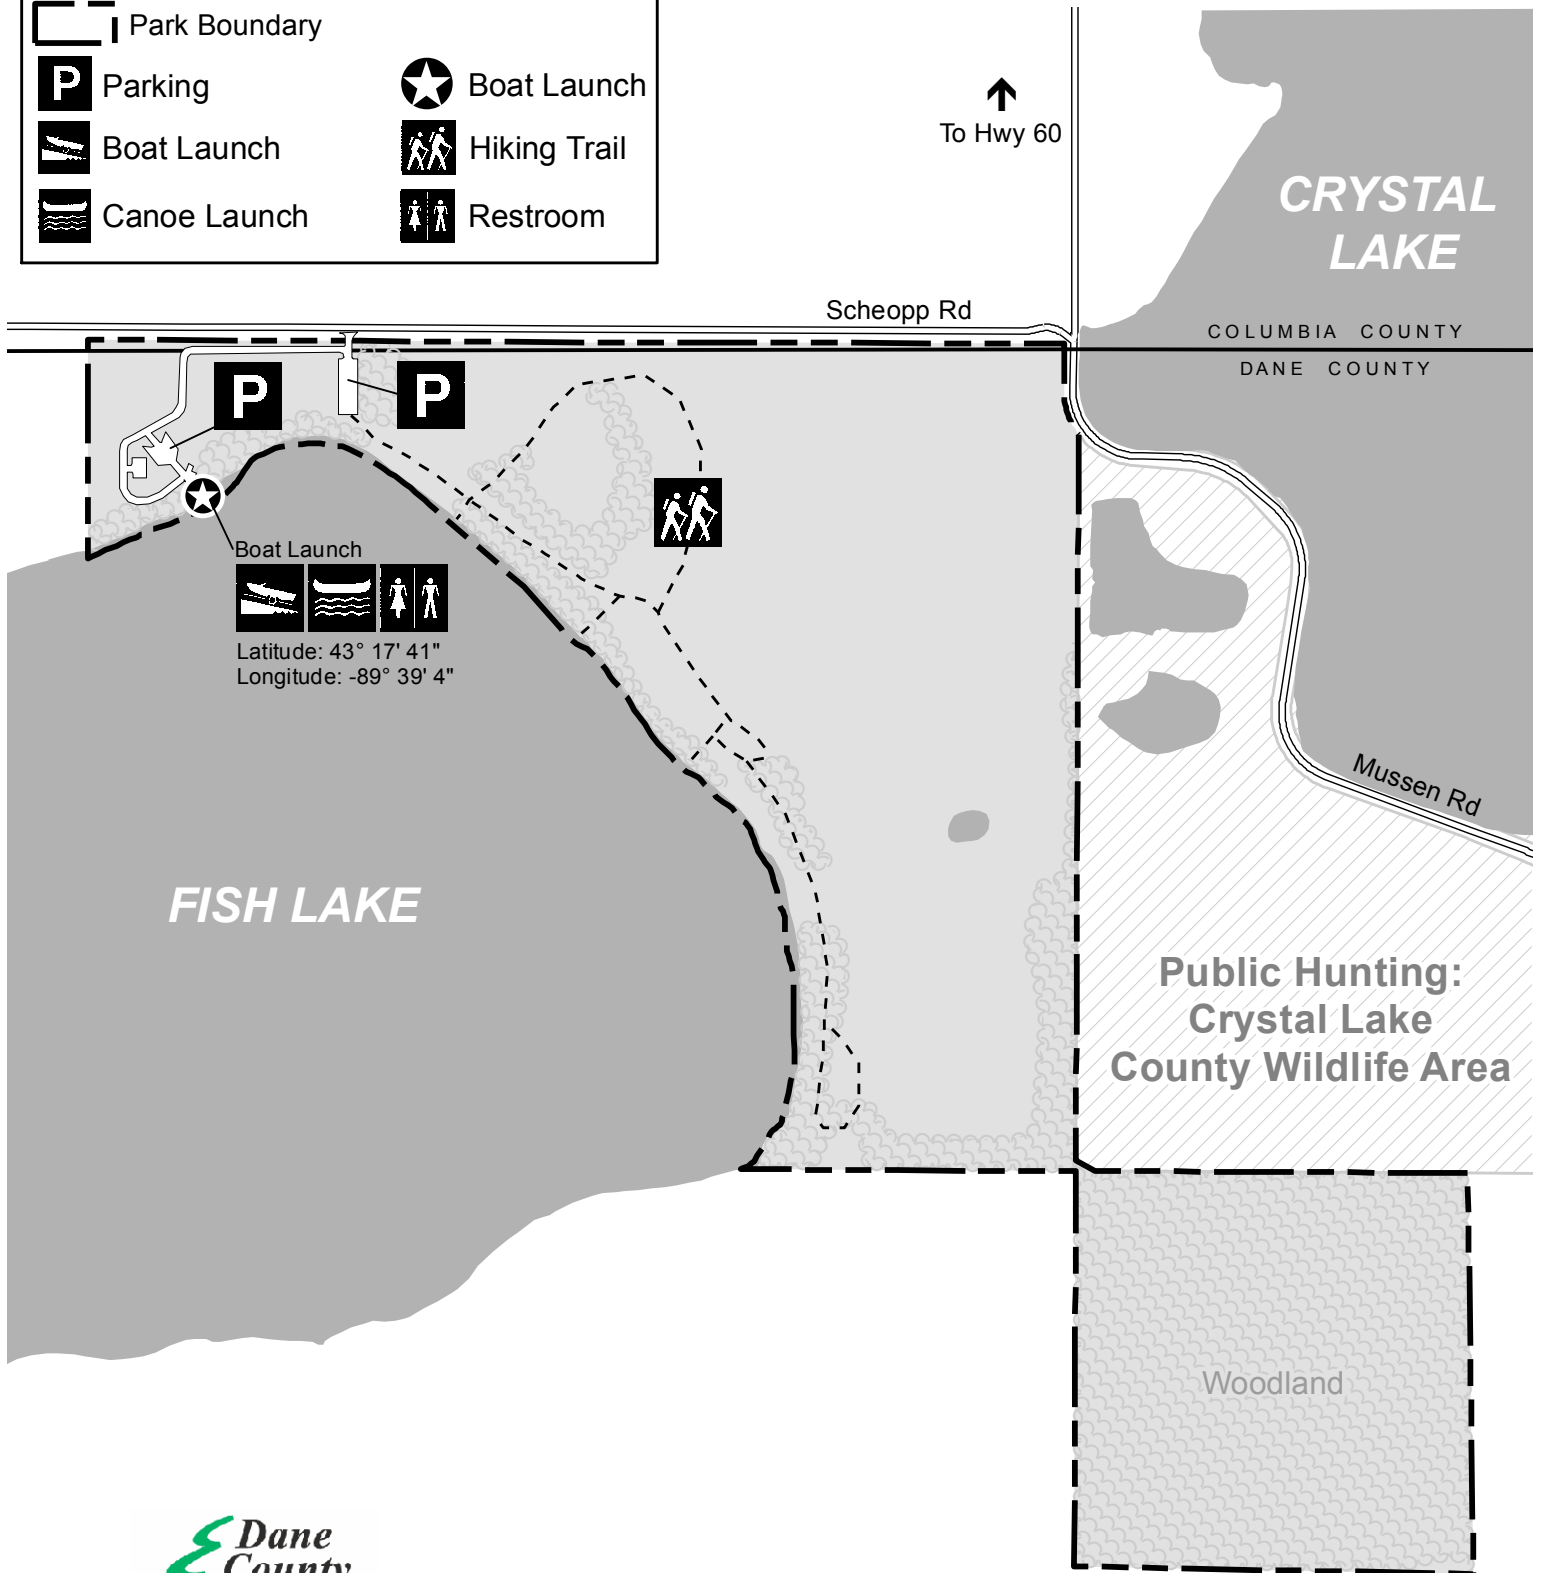 Park Boundary
P Parking
Boat Launch
Boat Launch
Hiking Trail
Canoe Launch
Restroom
To Hwy 60
CRYSTAL
LAKE
Scheopp Rd
COLUMBIA COUNTY
DANE COUNTY
P
P
Boat Launch
Latitude: 43° 17' 41"
Longitude: -89° 39' 4"
Mussen Rd
FISH LAKE
Public Hunting:
Crystal Lake
County Wildlife Area
Woodland
Dane
County